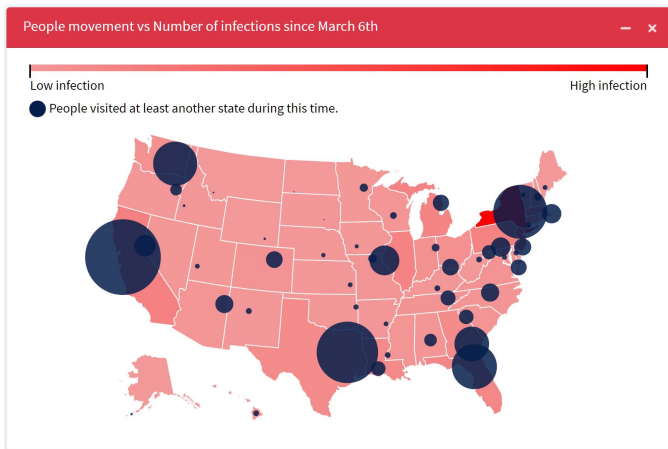 People movement vs Number of infections since March 6th
Low infection
High infection
People visited at least another state during this time.